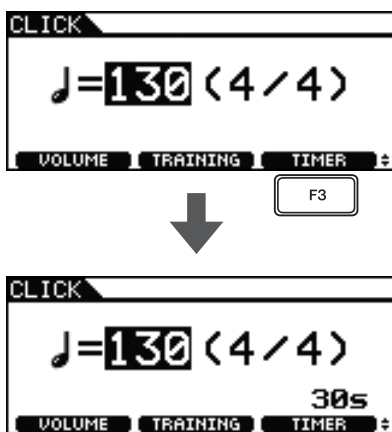 CLICK
♩=130 (4/4)
VOLUME TRAINING TIMER
F3
CLICK
♩=130 (4/4)
30s
VOLUME TRAINING TIMER